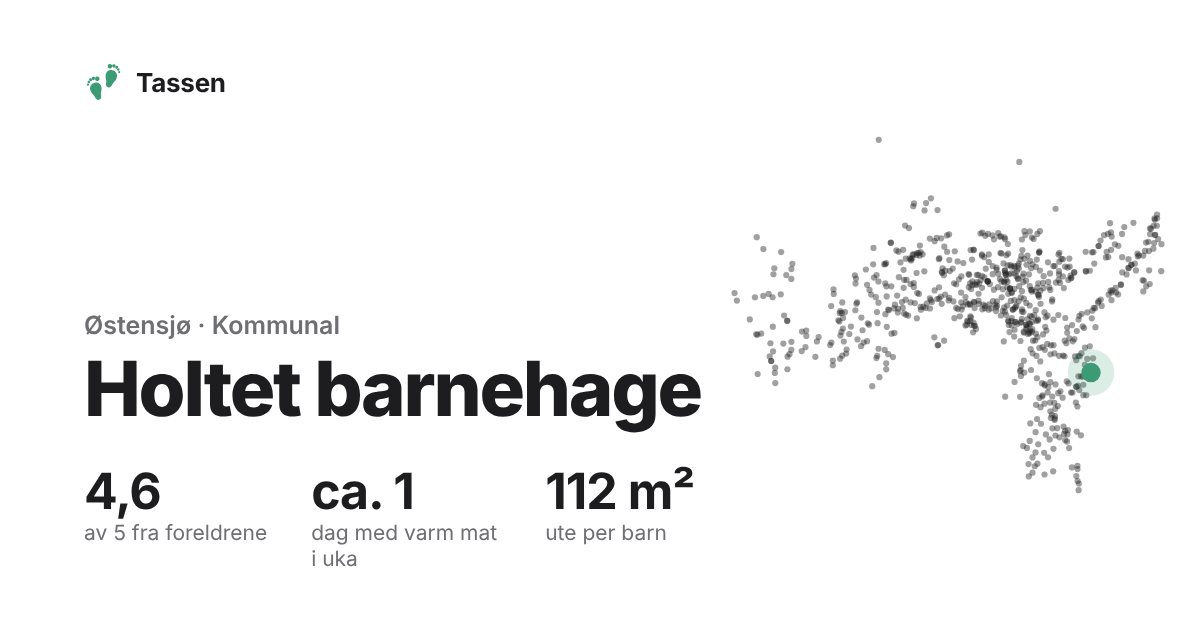 Tassen
Østensjø · Kommunal
Holtet barnehage
4,6
av 5 fra foreldrene
ca. 1
dag med varm mat
i uka
112 m²
ute per barn